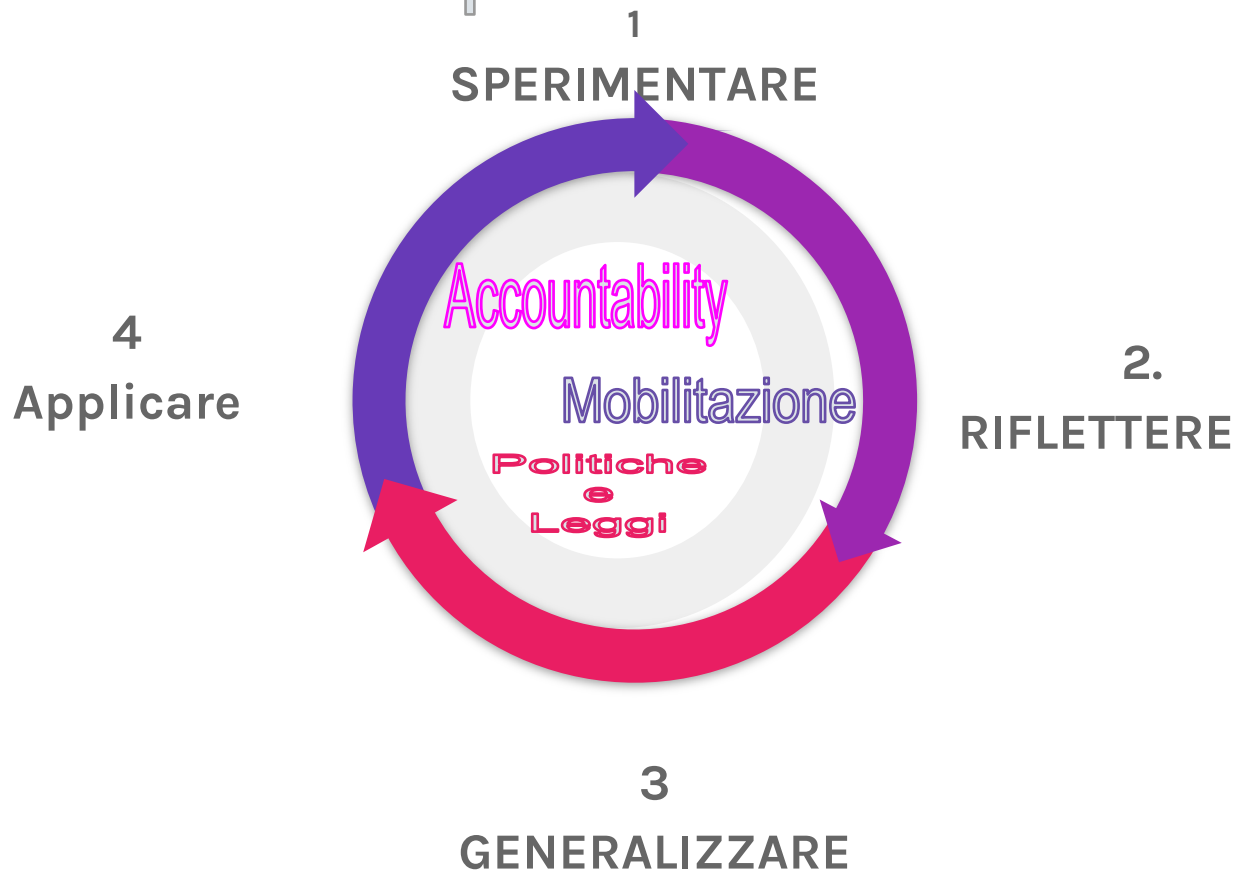 1
SPERIMENTARE
Accountability
4
Applicare
2.
RIFLETTERE
Mobilitazione
Politiche
e
Leggi
3
GENERALIZZARE